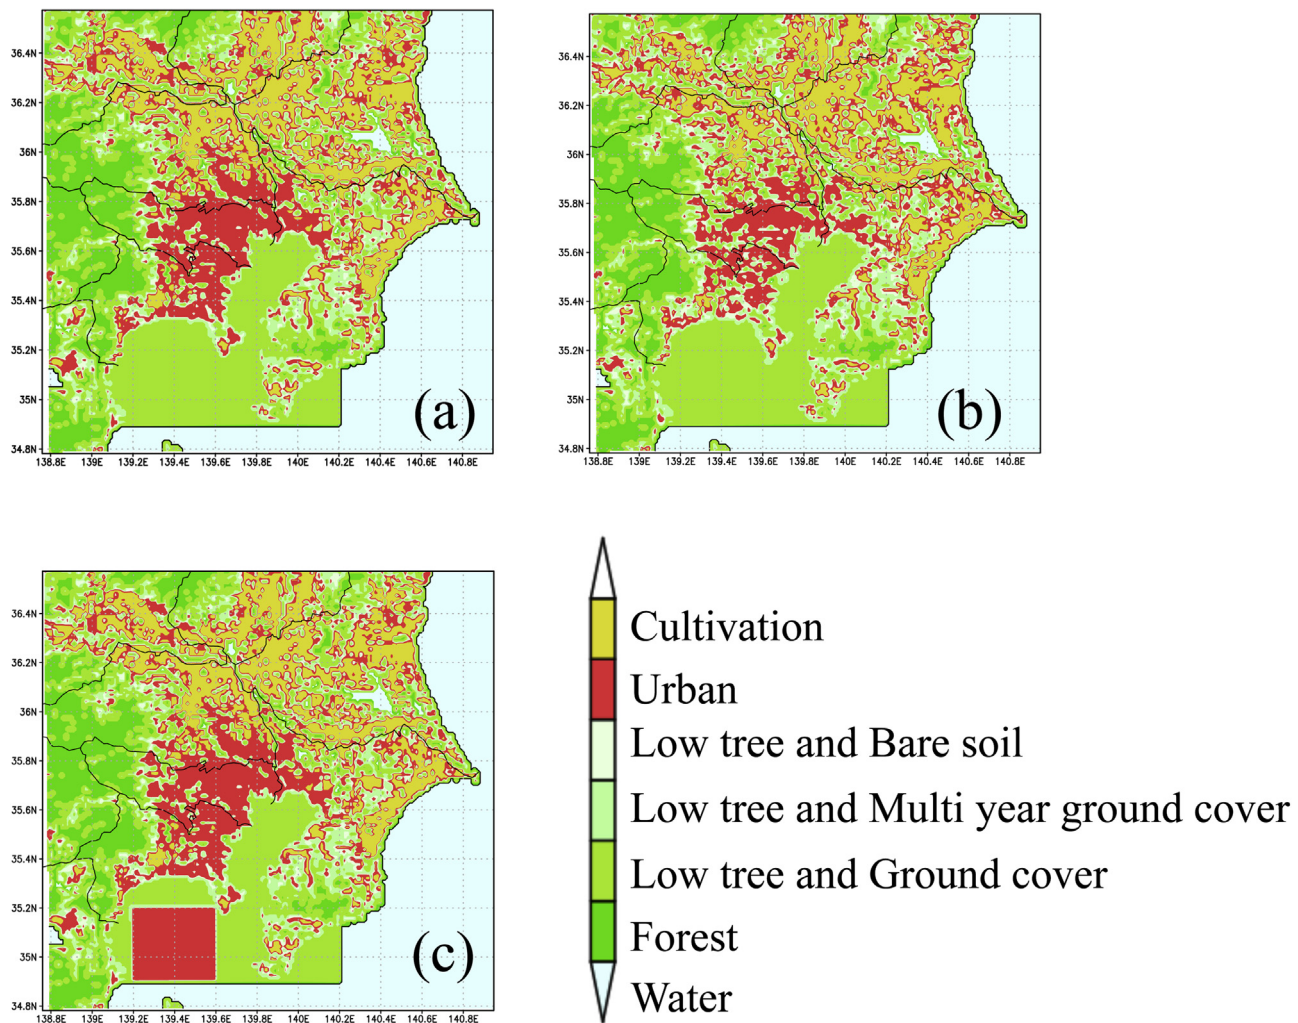 36.4N
36.2N
36N
35.8N
35.6N
35.4N
35.2N
35N
34.8N
138.8E 139E 139.2E 139.4E 139.6E 139.8E 140E 140.2E 140.4E 140.6E 140.8E
(a)
36.4N
36.2N
36N
35.8N
35.6N
35.4N
35.2N
35N
34.8N
138.8E 139E 139.2E 139.4E 139.6E 139.8E 140E 140.2E 140.4E 140.6E 140.8E
(b)
36.4N
36.2N
36N
35.8N
35.6N
35.4N
35.2N
35N
34.8N
138.8E 139E 139.2E 139.4E 139.6E 139.8E 140E 140.2E 140.4E 140.6E 140.8E
(c)
Cultivation
Urban
Low tree and Bare soil
Low tree and Multi year ground cover
Low tree and Ground cover
Forest
Water